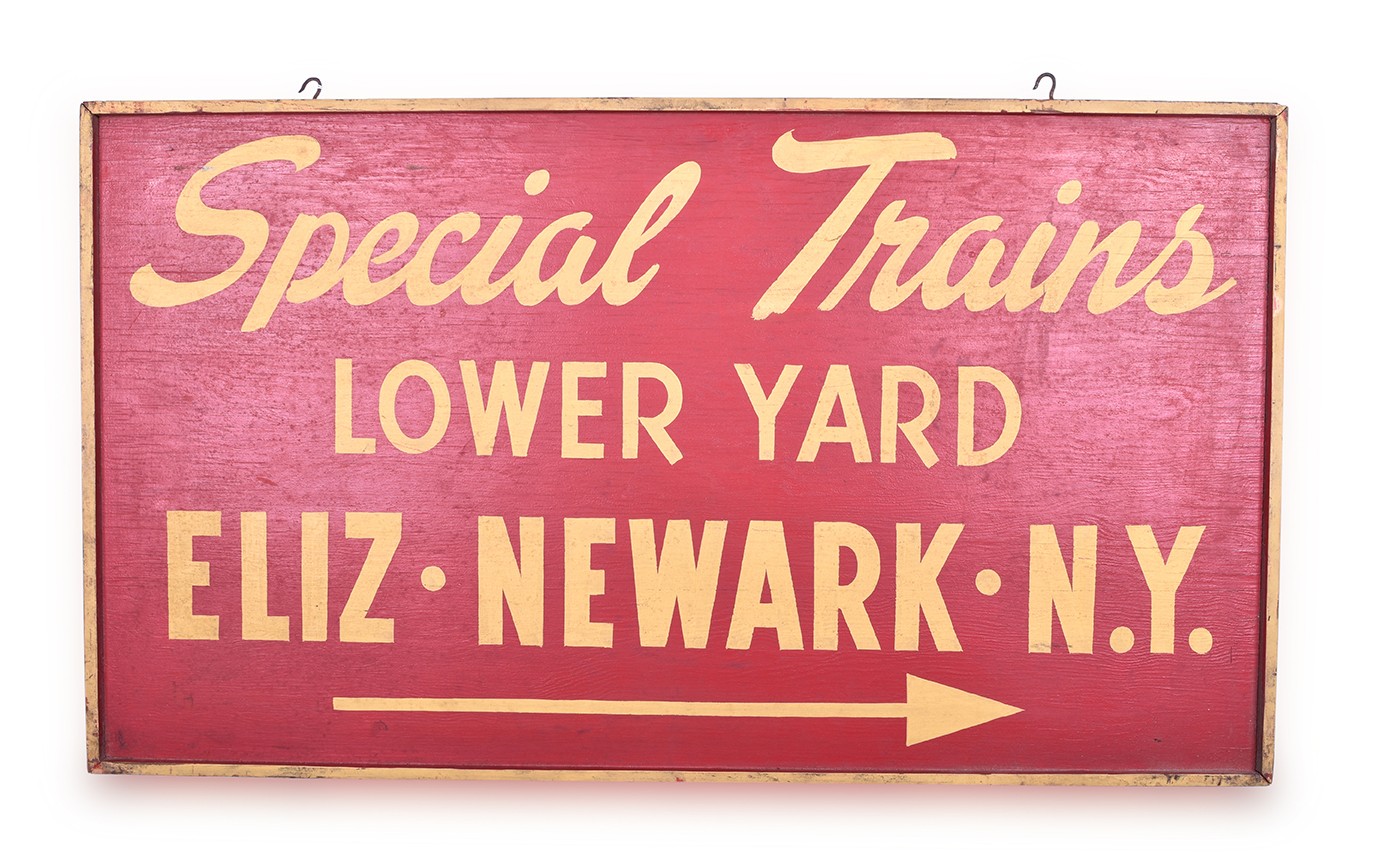 Special Trains
LOWER YARD
ELIZ · NEWARK · N.Y.